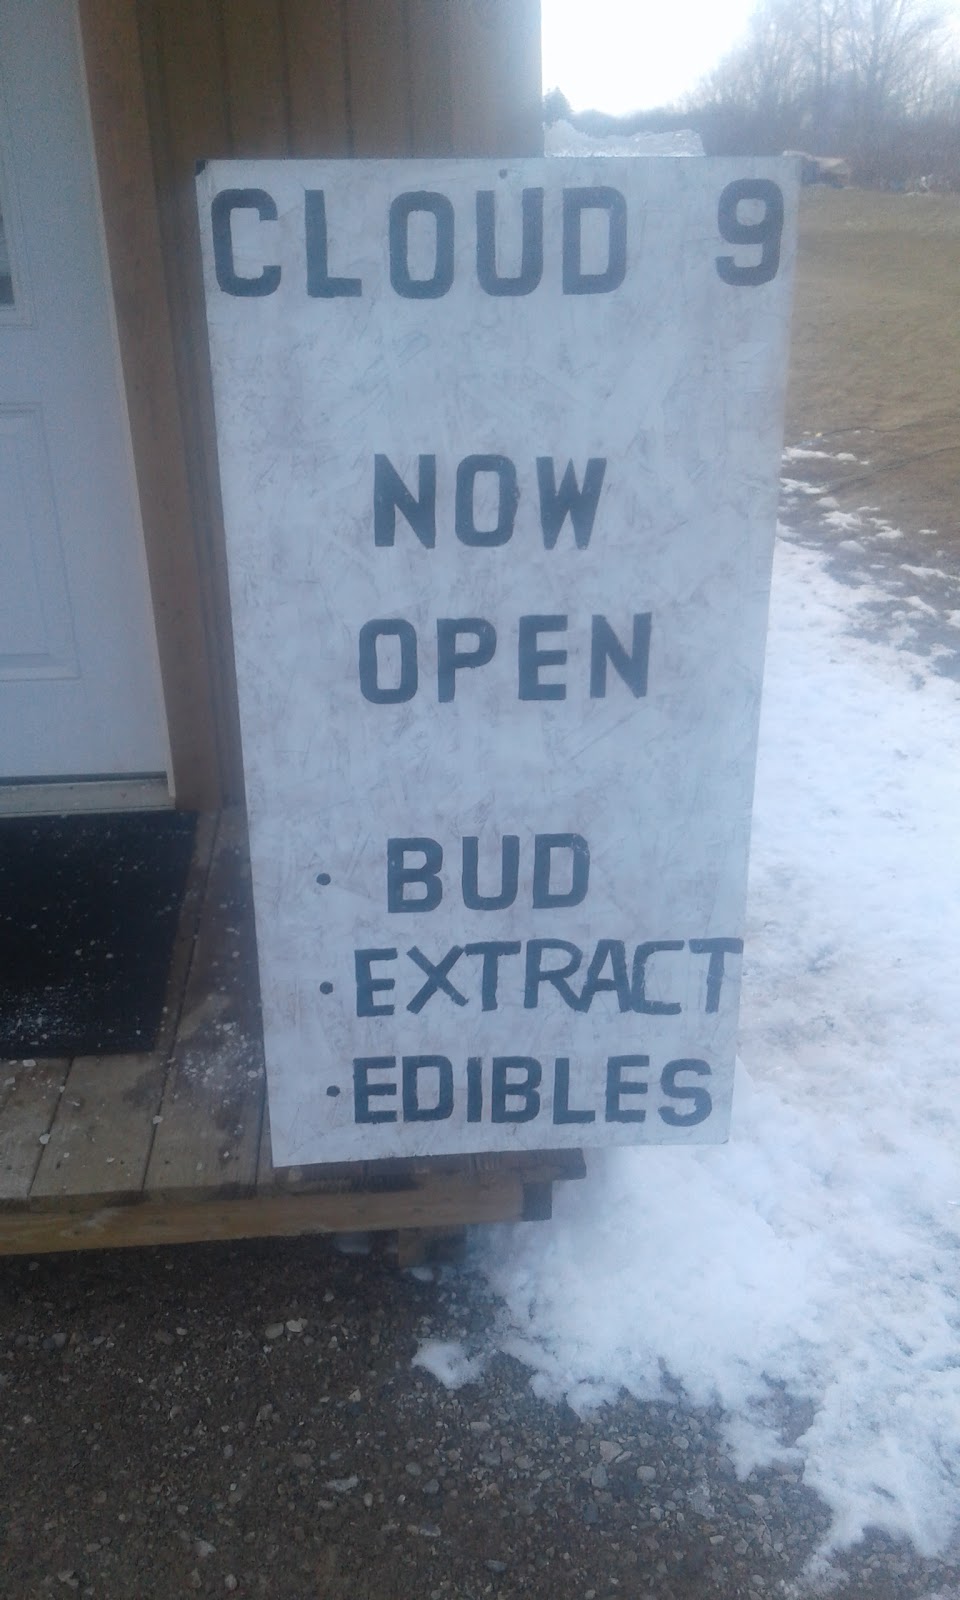 CLOUD 9
NOW
OPEN
• BUD
• EXTRACT
• EDIBLES